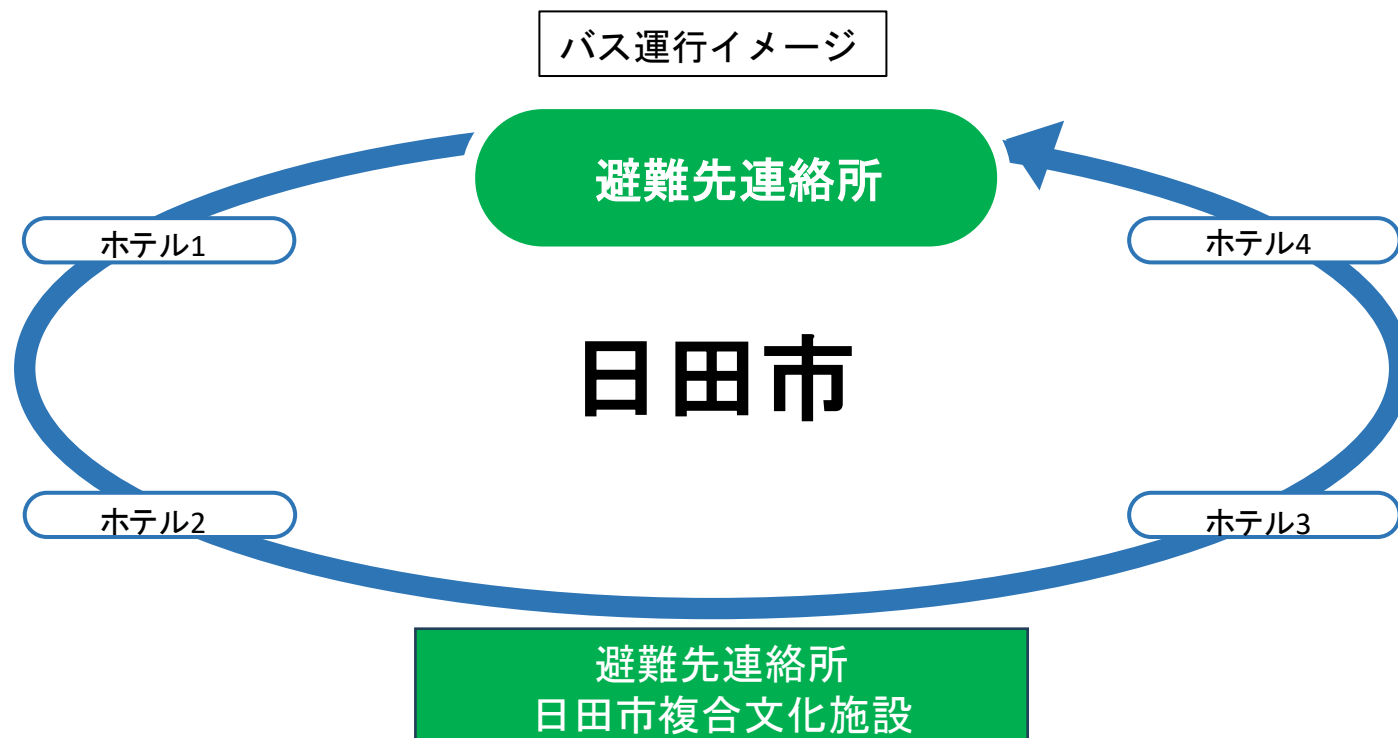 バス運行イメージ
避難先連絡所
ホテル1
ホテル4
日田市
ホテル2
ホテル3
避難先連絡所
日田市複合文化施設